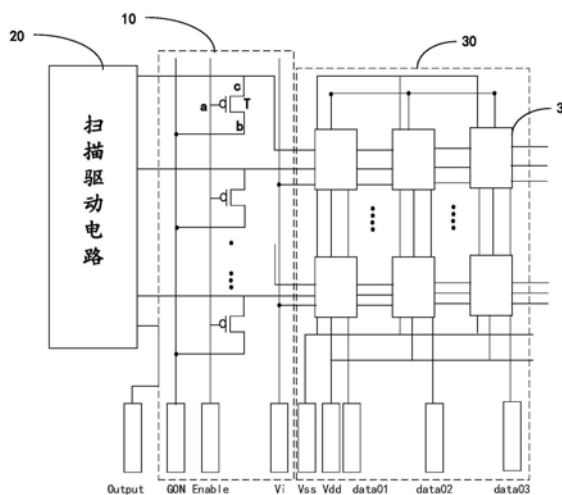 20
10
30
3
c
a
T
b
扫描驱动电路
Output
GON
Enable
Vi
Vss
Vdd
data01
data02
data03